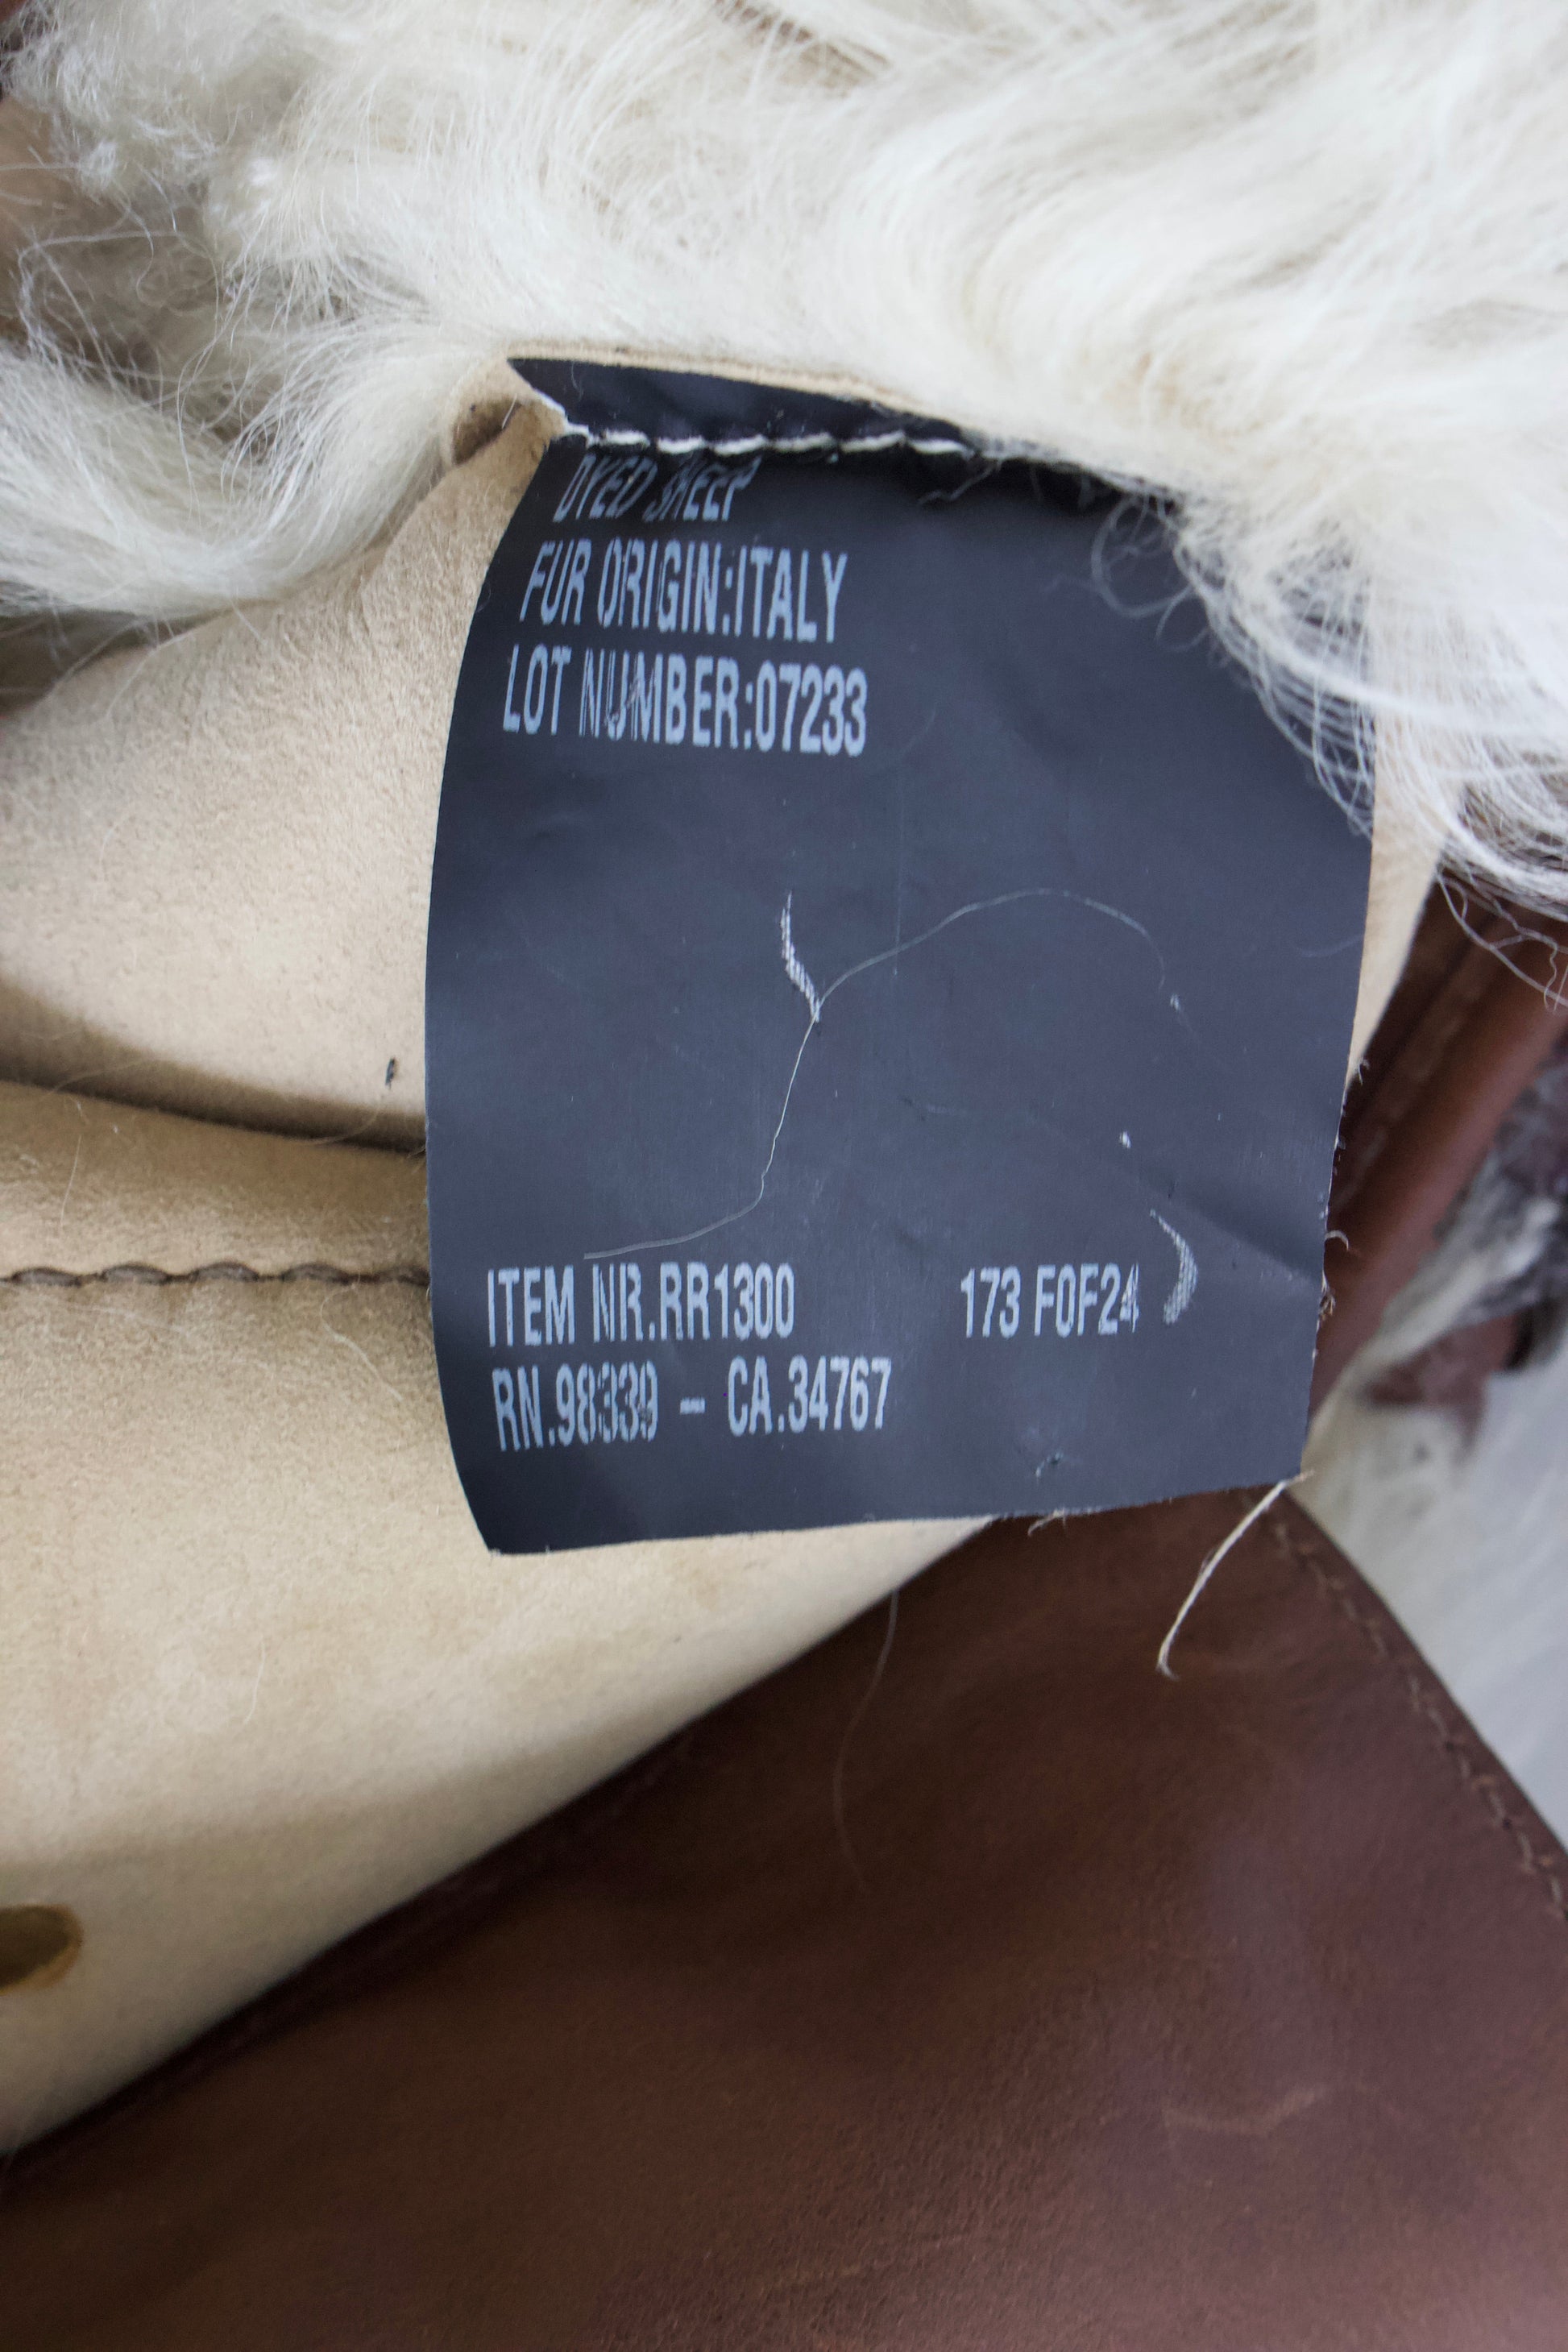 DYED SHEEP
FUR ORIGIN:ITALY
LOT NUMBER:07233
ITEM NR.RR1300 173 F0F24
RN.98339 - CA.34767